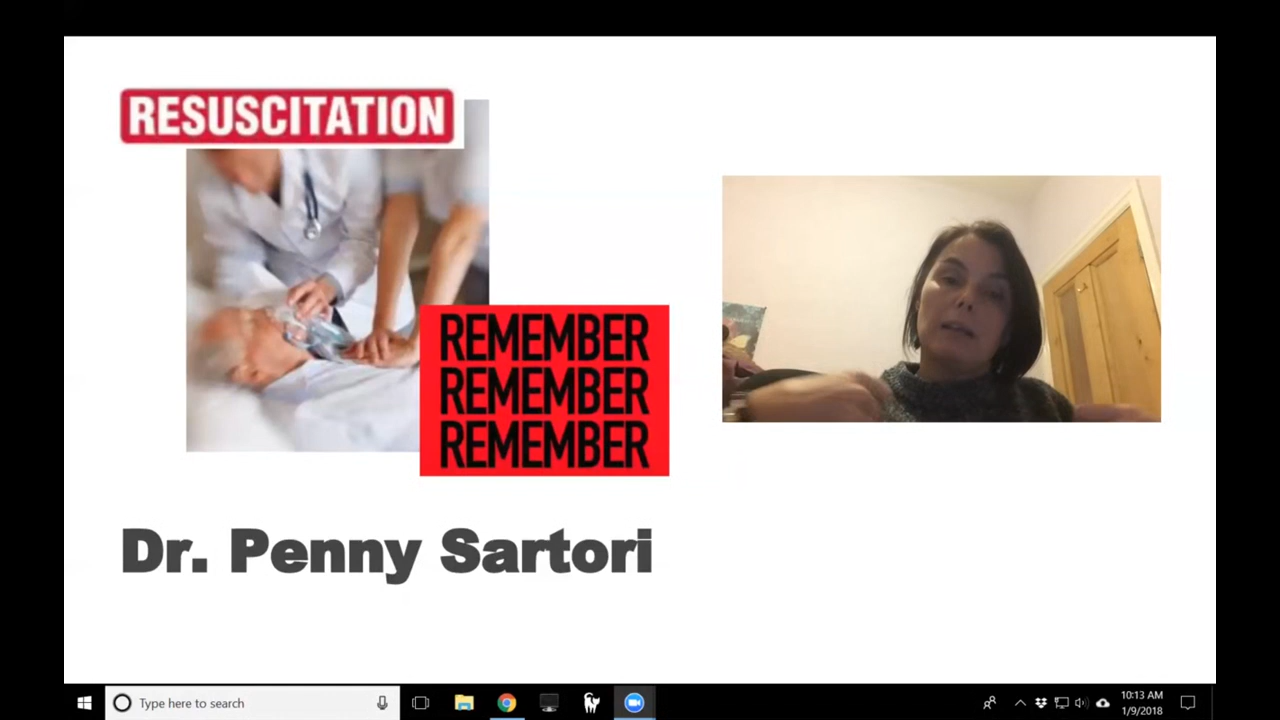 RESUSCITATION
REMEMBER
REMEMBER
REMEMBER
Dr. Penny Sartori
Type here to search
10:13 AM
1/9/2018